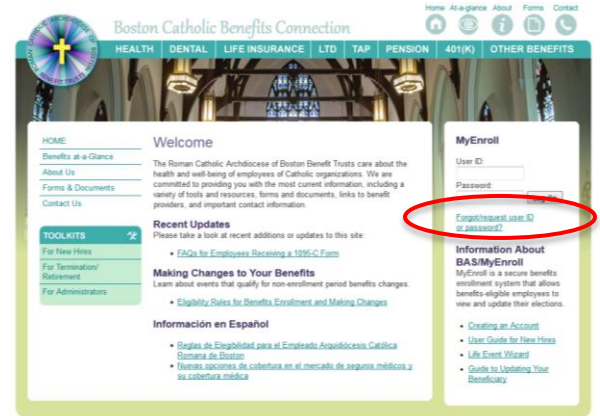 Home At-a-glance About Forms Contact
Boston Catholic Benefits Connection
ROMAN CATHOLIC ARCHDIOCESE OF BOSTON
BENEFIT TRUSTS
HEALTH DENTAL LIFE INSURANCE LTD TAP PENSION 401(K) OTHER BENEFITS
HOME
Benefits at-a-Glance
About Us
Forms & Documents
Contact Us
TOOLKITS
For New Hires
For Termination/
Retirement
For Administrators
Welcome
The Roman Catholic Archdiocese of Boston Benefit Trusts care about the
health and well-being of employees of Catholic organizations. We are
committed to providing you with the most current information, including a
variety of tools and resources, forms and documents, links to benefit
providers, and important contact information.
Recent Updates
Please take a look at recent additions or updates to this site:
• FAQs for Employees Receiving a 1095-C Form
Making Changes to Your Benefits
Learn about events that qualify for non-enrollment period benefits changes.
• Eligibility Rules for Benefits Enrollment and Making Changes
Información en Español
• Reglas de Elegibilidad para el Empleado Arquidiócesis Católica
Romana de Boston
• Nuevas opciones de cobertura en el mercado de seguros médicos y
su cobertura médica
MyEnroll
User ID:
Password:
Forgot/request user ID
or password?
Information About
BAS/MyEnroll
MyEnroll is a secure benefits
enrollment system that allows
benefits-eligible employees to
view and update their elections.
• Creating an Account
• User Guide for New Hires
• Life Event Wizard
• Guide to Updating Your
Beneficiary